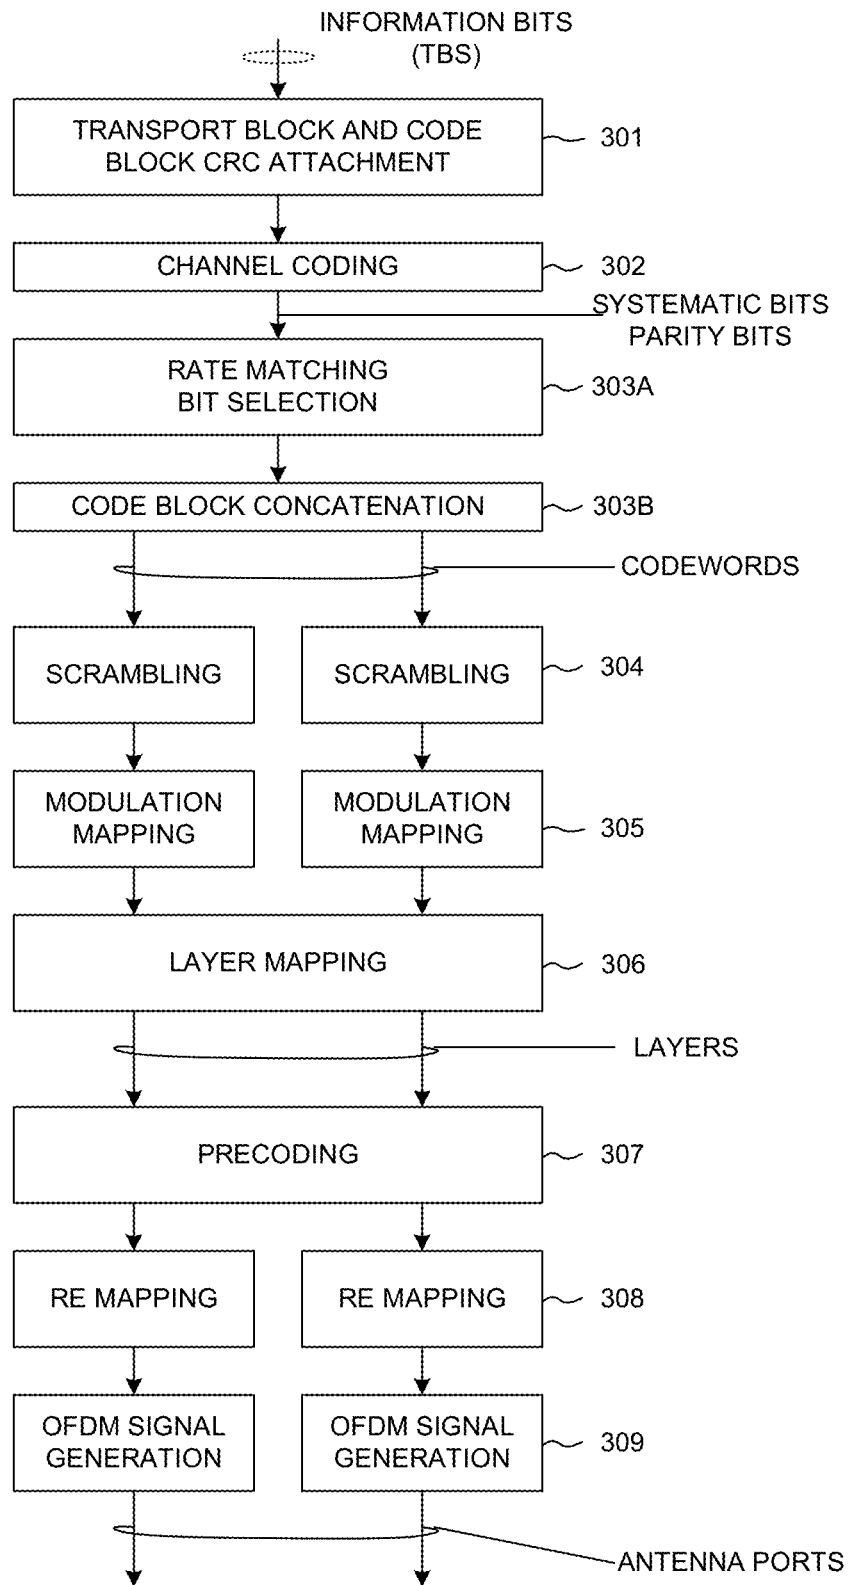 INFORMATION BITS
(TBS)
TRANSPORT BLOCK AND CODE
BLOCK CRC ATTACHMENT
301
CHANNEL CODING
302
SYSTEMATIC BITS
PARITY BITS
RATE MATCHING
BIT SELECTION
303A
CODE BLOCK CONCATENATION
303B
CODEWORDS
SCRAMBLING
SCRAMBLING
304
MODULATION
MAPPING
MODULATION
MAPPING
305
LAYER MAPPING
306
LAYERS
PRECODING
307
RE MAPPING
RE MAPPING
308
OFDM SIGNAL
GENERATION
OFDM SIGNAL
GENERATION
309
ANTENNA PORTS